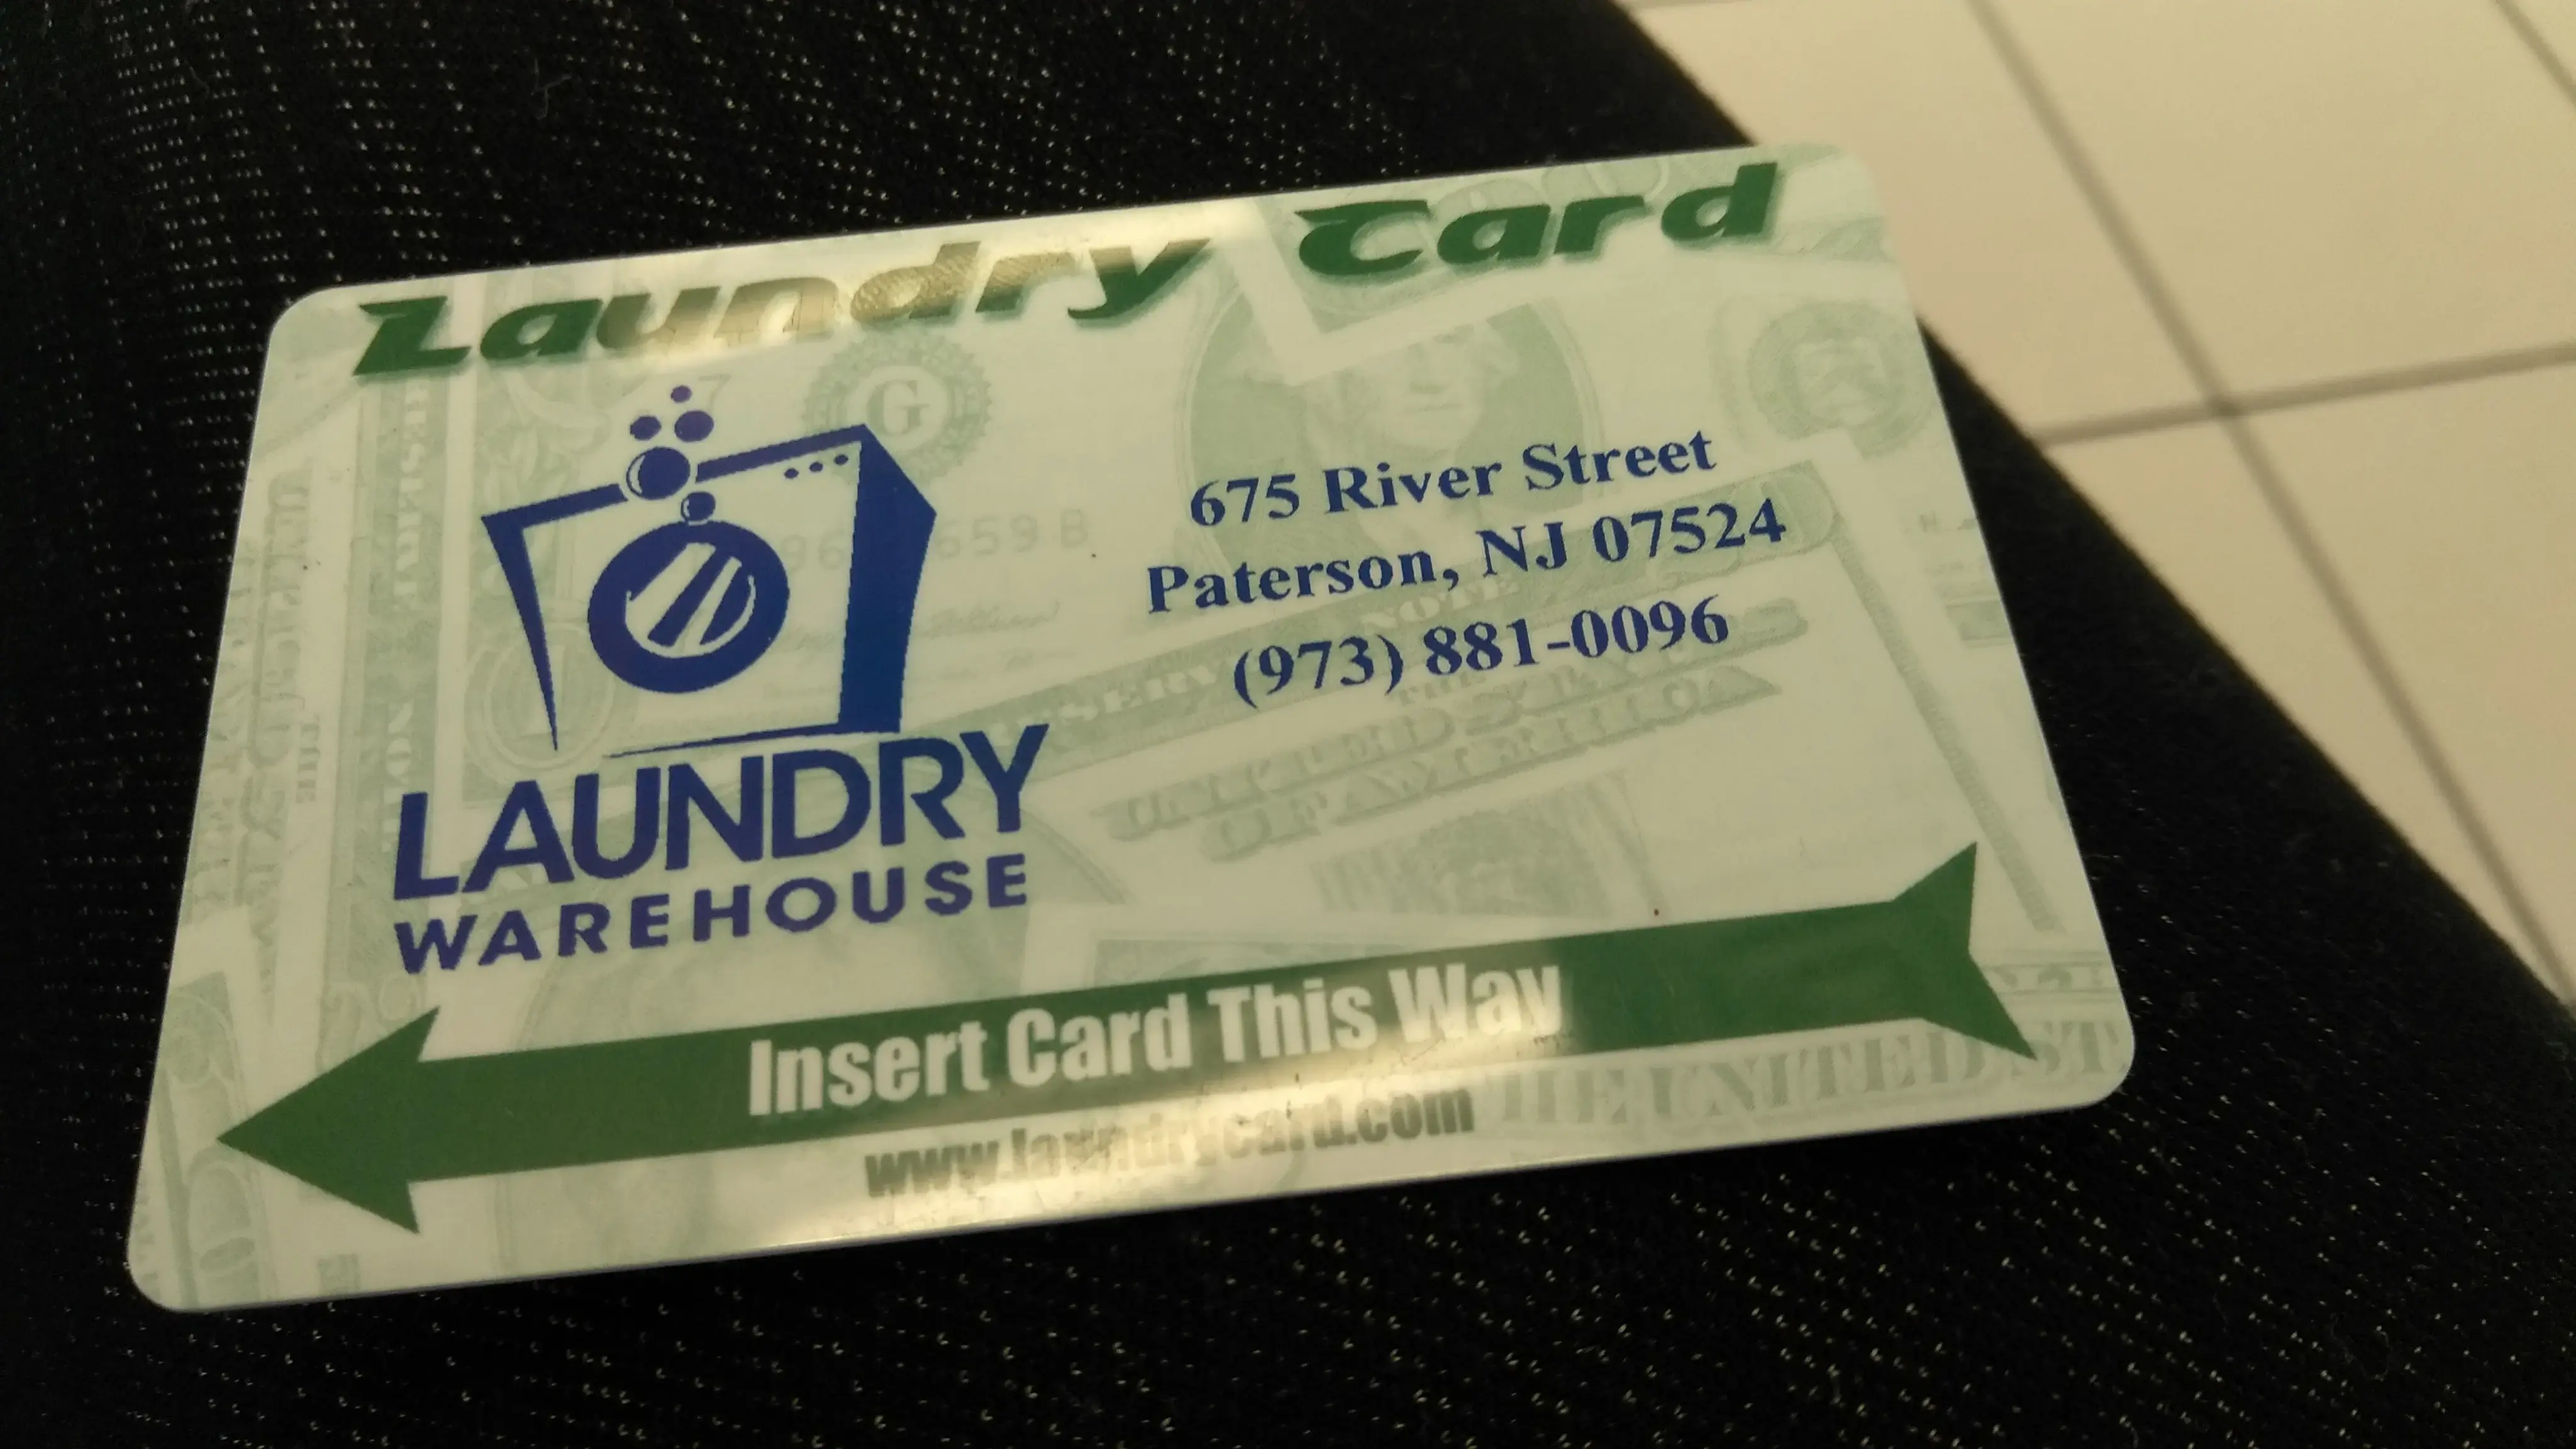 Laundry Card
675 River Street
Paterson, NJ 07524
(973) 881-0096
LAUNDRY
WAREHOUSE
Insert Card This Way
www.laundrycard.com